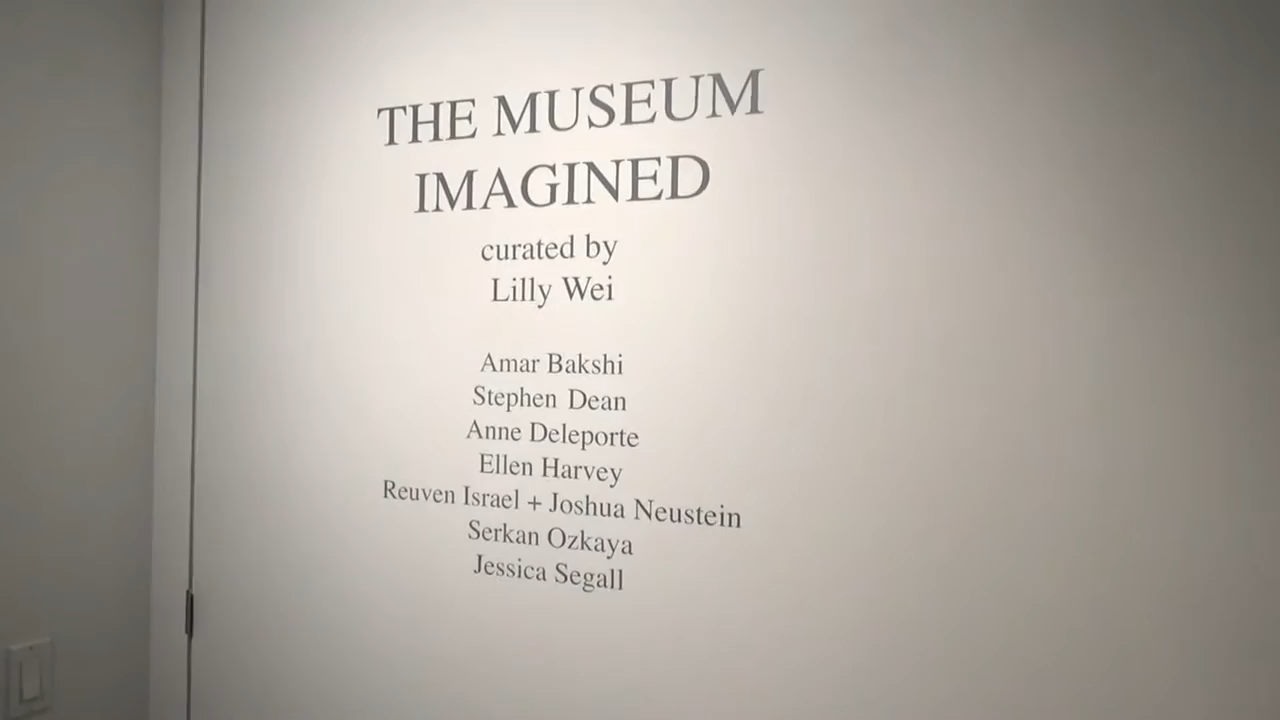 THE MUSEUM
IMAGINED
curated by
Lilly Wei
Amar Bakshi
Stephen Dean
Anne Deleporte
Ellen Harvey
Reuven Israel + Joshua Neustein
Serkan Ozkaya
Jessica Segall